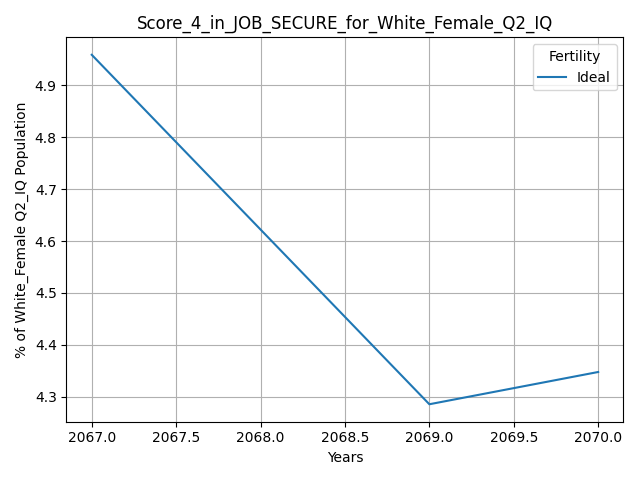 Score_4_in_JOB_SECURE_for_White_Female_Q2_IQ
Fertility
Ideal
% of White_Female Q2_IQ Population
4.9
4.8
4.7
4.6
4.5
4.4
4.3
2067.0 2067.5 2068.0 2068.5 2069.0 2069.5 2070.0
Years